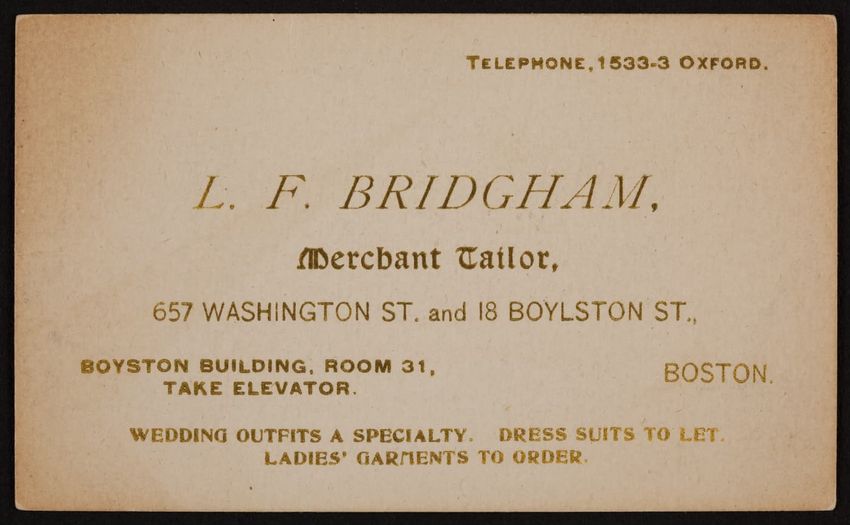 TELEPHONE, 1533-3 OXFORD.
L. F. BRIDGHAM,
Merchant Tailor,
657 WASHINGTON ST. and 18 BOYLSTON ST.,
BOYSTON BUILDING, ROOM 31,
TAKE ELEVATOR.
BOSTON.
WEDDING OUTFITS A SPECIALTY. DRESS SUITS TO LET.
LADIES' GARMENTS TO ORDER.